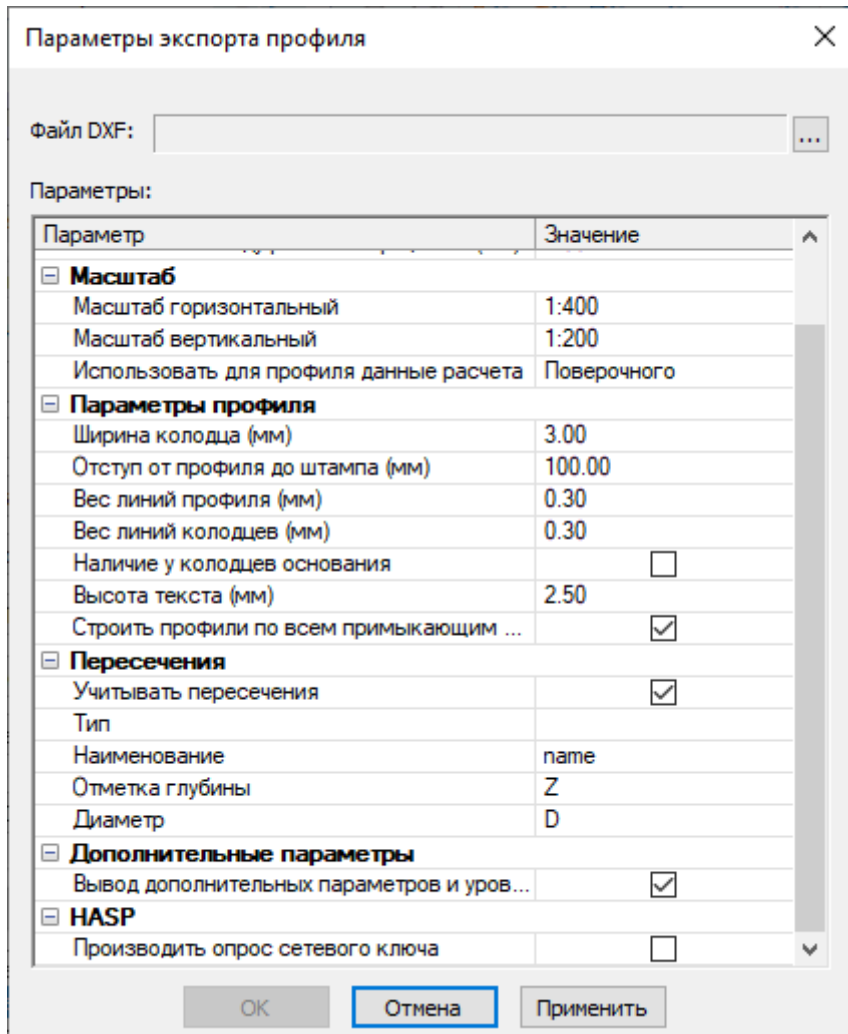 Параметры экспорта профиля
Файл DXF:
...
Параметры:
Параметр Значение
Масштаб
Масштаб горизонтальный 1:400
Масштаб вертикальный 1:200
Использовать для профиля данные расчета Поверочного
Параметры профиля
Ширина колодца (мм) 3.00
Отступ от профиля до штампа (мм) 100.00
Вес линий профиля (мм) 0.30
Вес линий колодцев (мм) 0.30
Наличие у колодцев основания
Высота текста (мм) 2.50
Строить профили по всем примыкающим ...
Пересечения
Учитывать пересечения
Тип
Наименование name
Отметка глубины Z
Диаметр D
Дополнительные параметры
Вывод дополнительных параметров и уров...
HASP
Производить опрос сетевого ключа
OK Отмена Применить